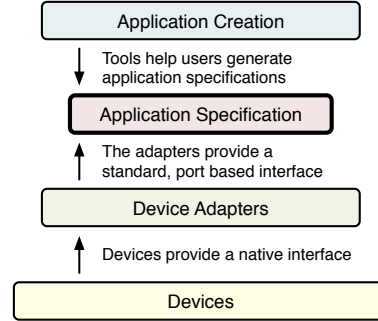 Application Creation
Tools help users generate
application specifications
Application Specification
The adapters provide a
standard, port based interface
Device Adapters
Devices provide a native interface
Devices